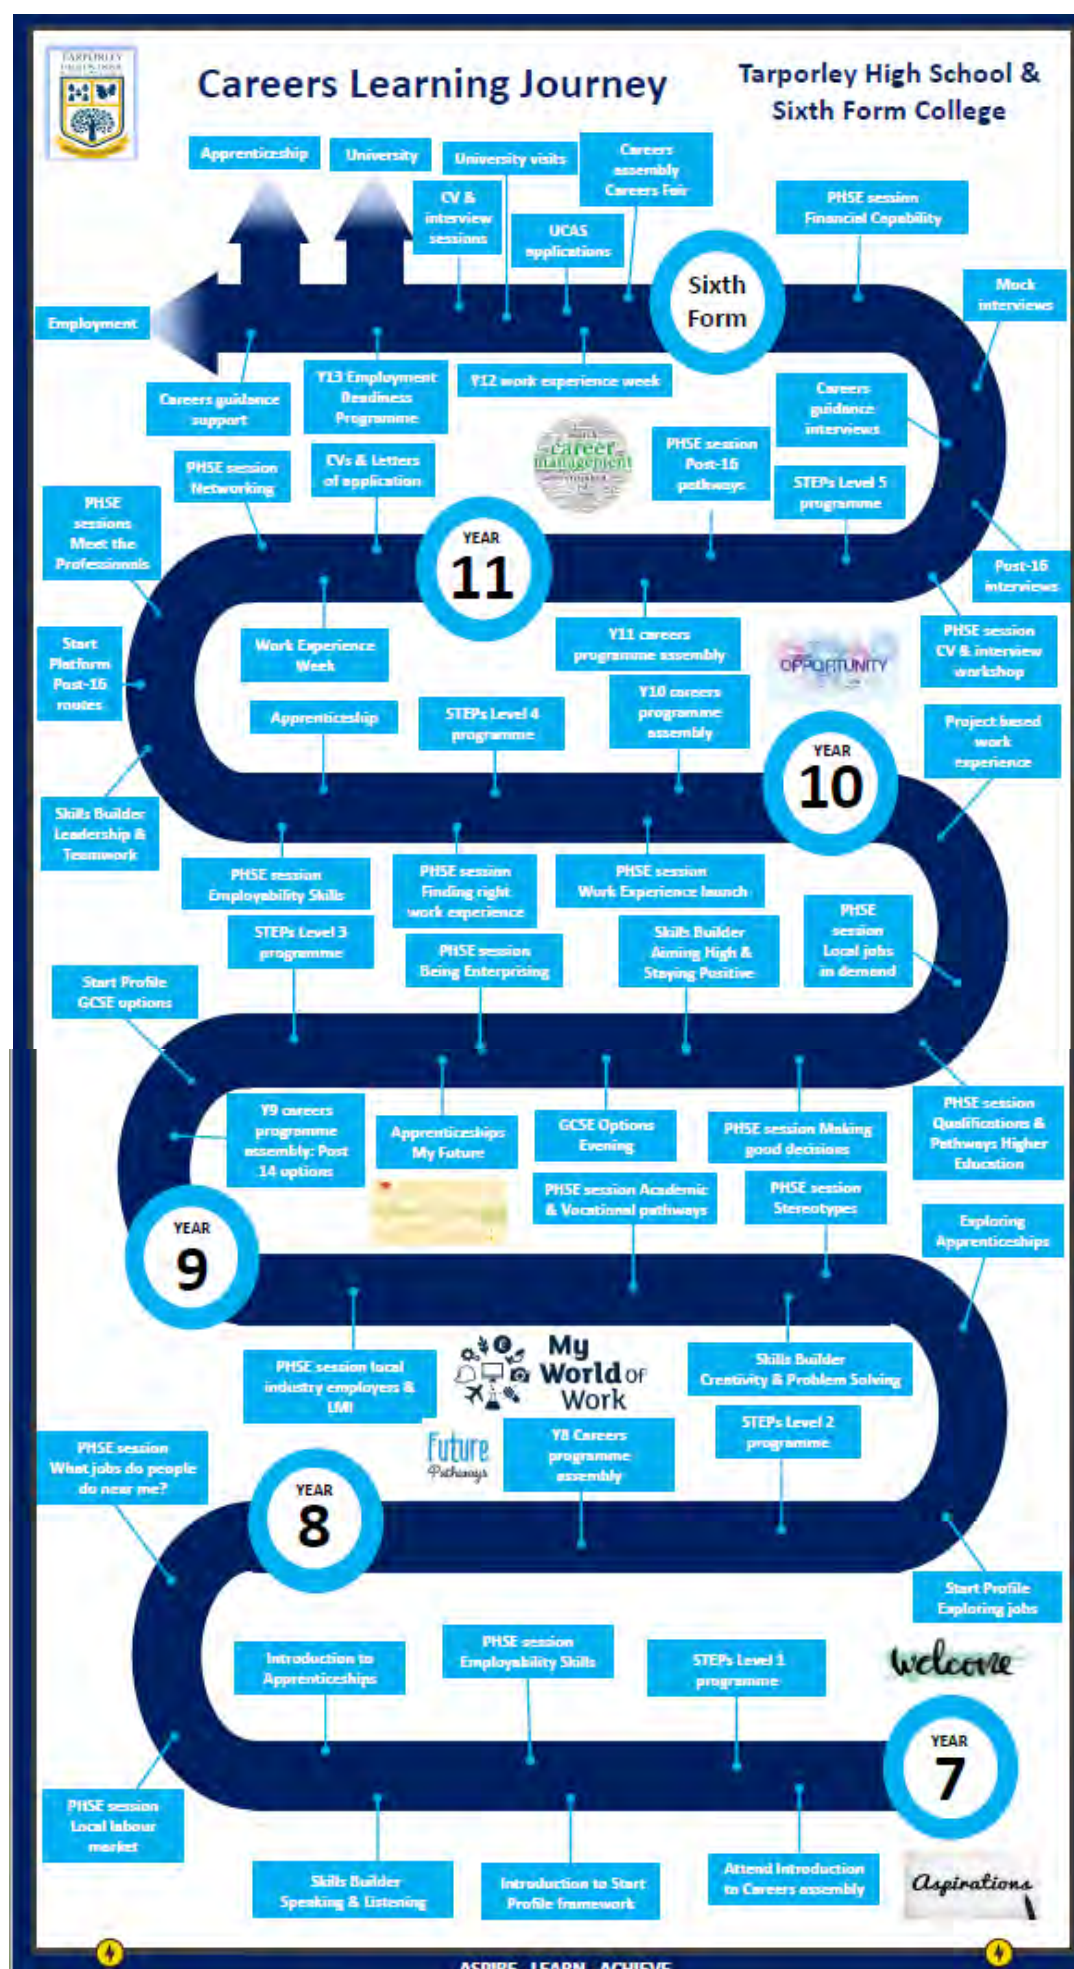 TARPORLEY
Careers Learning Journey
Tarporley High School &
Sixth Form College
Apprenticeship
University
University visits
Careers
assembly
Careers Fair
CV &
interview
sessions
UCAS
applications
PHSE session
Financial Capability
Sixth
Form
Mock
interviews
Employment
Careers guidance
support
Y13 Employment
Readiness
Programme
Y12 work experience week
Careers
guidance
interviews
career
management
PHSE session
Networking
CVs & Letters
of application
PHSE session
Post-16
pathways
STEPs Level 5
programme
PHSE
sessions
Meet the
Professionals
YEAR
11
Post-16
interviews
Start
Platform
Post-16
routes
Work Experience
Week
Y11 careers
programme assembly
OPPORTUNITY
PHSE session
CV & interview
workshop
Apprenticeship
STEPs Level 4
programme
Y10 careers
programme
assembly
YEAR
10
Project based
work
experience
Skills Builder
Leadership &
Teamwork
PHSE session
Employability Skills
PHSE session
Finding right
work experience
PHSE session
Work Experience launch
PHSE
session
Local jobs
in demand
STEPs Level 3
programme
PHSE session
Being Enterprising
Skills Builder
Aiming High &
Staying Positive
Start Profile
GCSE options
Y9 careers
programme
assembly: Post
14 options
Apprenticeships
My Future
GCSE Options
Evening
PHSE session Making
good decisions
PHSE session
Qualifications &
Pathways Higher
Education
PHSE session Academic
& Vocational pathways
PHSE session
Stereotypes
Exploring
Apprenticeships
YEAR
9
PHSE session local
industry employers &
LMI
My
World OF
Work
Skills Builder
Creativity & Problem Solving
Future
Pathways
Y8 Careers
programme
assembly
STEPs Level 2
programme
PHSE session
What jobs do people
do near me?
YEAR
8
Start Profile
Exploring jobs
Introduction to
Apprenticeships
PHSE session
Employability Skills
STEPs Level 1
programme
Welcome
YEAR
7
PHSE session
Local labour
market
Skills Builder
Speaking & Listening
Introduction to Start
Profile framework
Attend Introduction
to Careers assembly
Aspirations
ASPIRE LEARN ACHIEVE